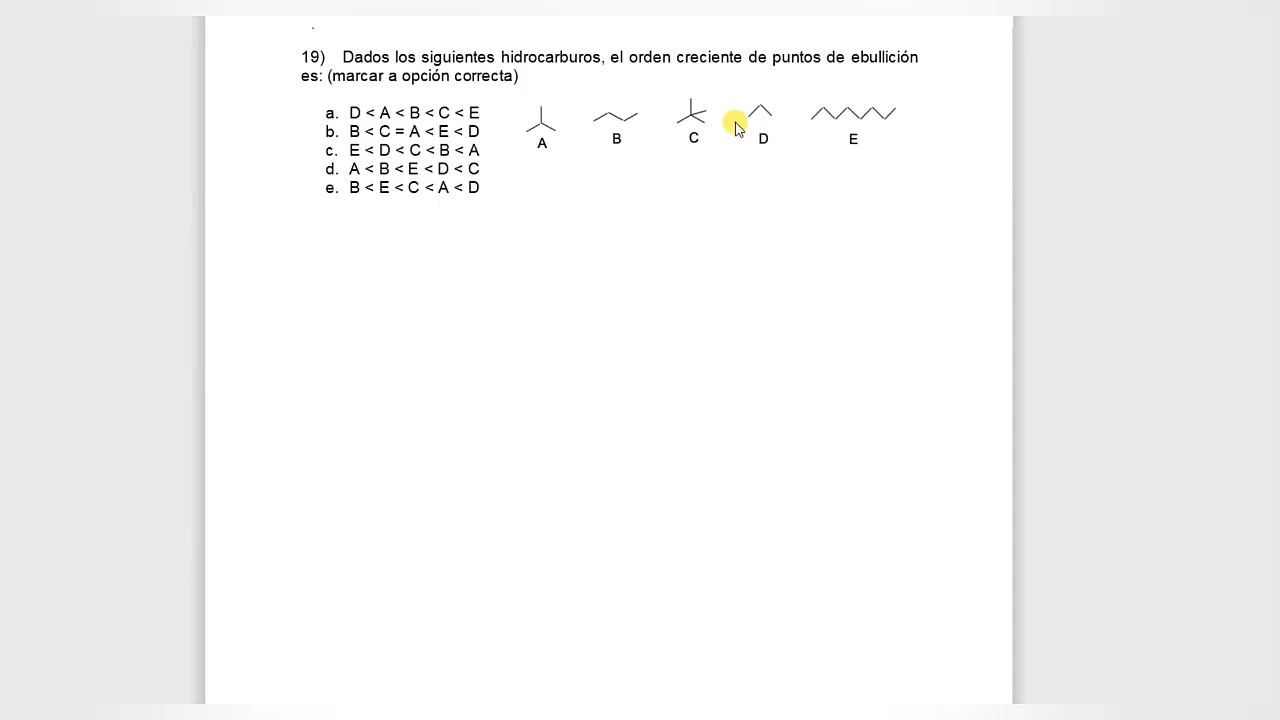 19) Dados los siguientes hidrocarburos, el orden creciente de puntos de ebullición
es: (marcar a opción correcta)
a. D < A < B < C < E
b. B < C = A < E < D
c. E < D < C < B < A
d. A < B < E < D < C
e. B < E < C < A < D
A B C D E